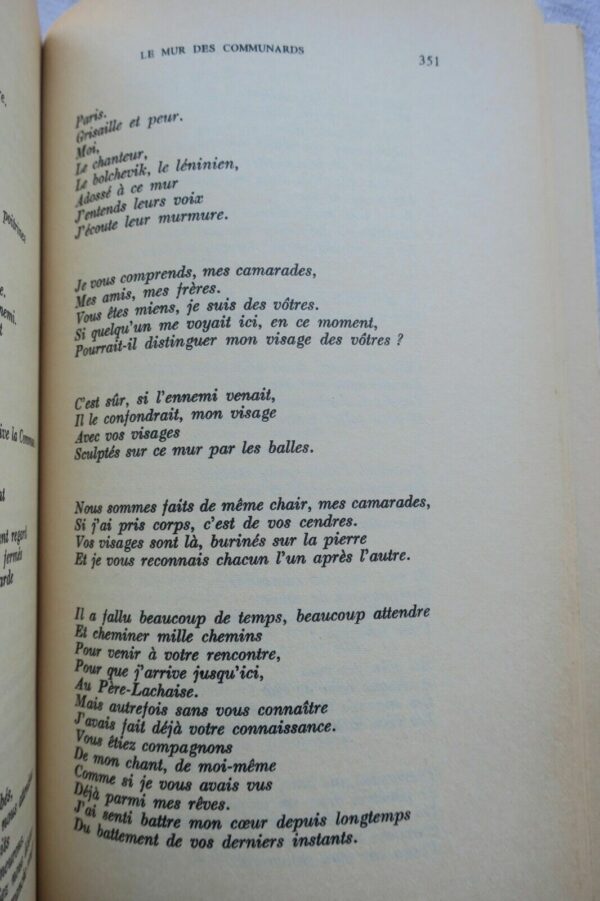 LE MUR DES COMMUNARDS
351
Paris.
Grisaille et peur.
Moi,
Le chanteur,
Le bolchevik, le léninien,
Adossé à ce mur
J'entends leurs voix
J'écoute leur murmure.
Je vous comprends, mes camarades,
Mes amis, mes frères.
Vous êtes miens, je suis des vôtres.
Si quelqu'un me voyait ici, en ce moment,
Pourrait-il distinguer mon visage des vôtres ?
C'est sûr, si l'ennemi venait,
Il le confondrait, mon visage
Avec vos visages
Sculptés sur ce mur par les balles.
Nous sommes faits de même chair, mes camarades,
Si j'ai pris corps, c'est de vos cendres.
Vos visages sont là, burinés sur la pierre
Et je vous reconnais chacun l'un après l'autre.
Il a fallu beaucoup de temps, beaucoup attendre
Et cheminer mille chemins
Pour venir à votre rencontre,
Pour que j'arrive jusqu'ici,
Au Père-Lachaise.
Mais autrefois sans vous connaître
J'avais fait déjà votre connaissance.
Vous étiez compagnons
De mon chant, de moi-même
Comme si je vous avais vus
Déjà parmi mes rêves.
J'ai senti battre mon cœur depuis longtemps
Du battement de vos derniers instants.